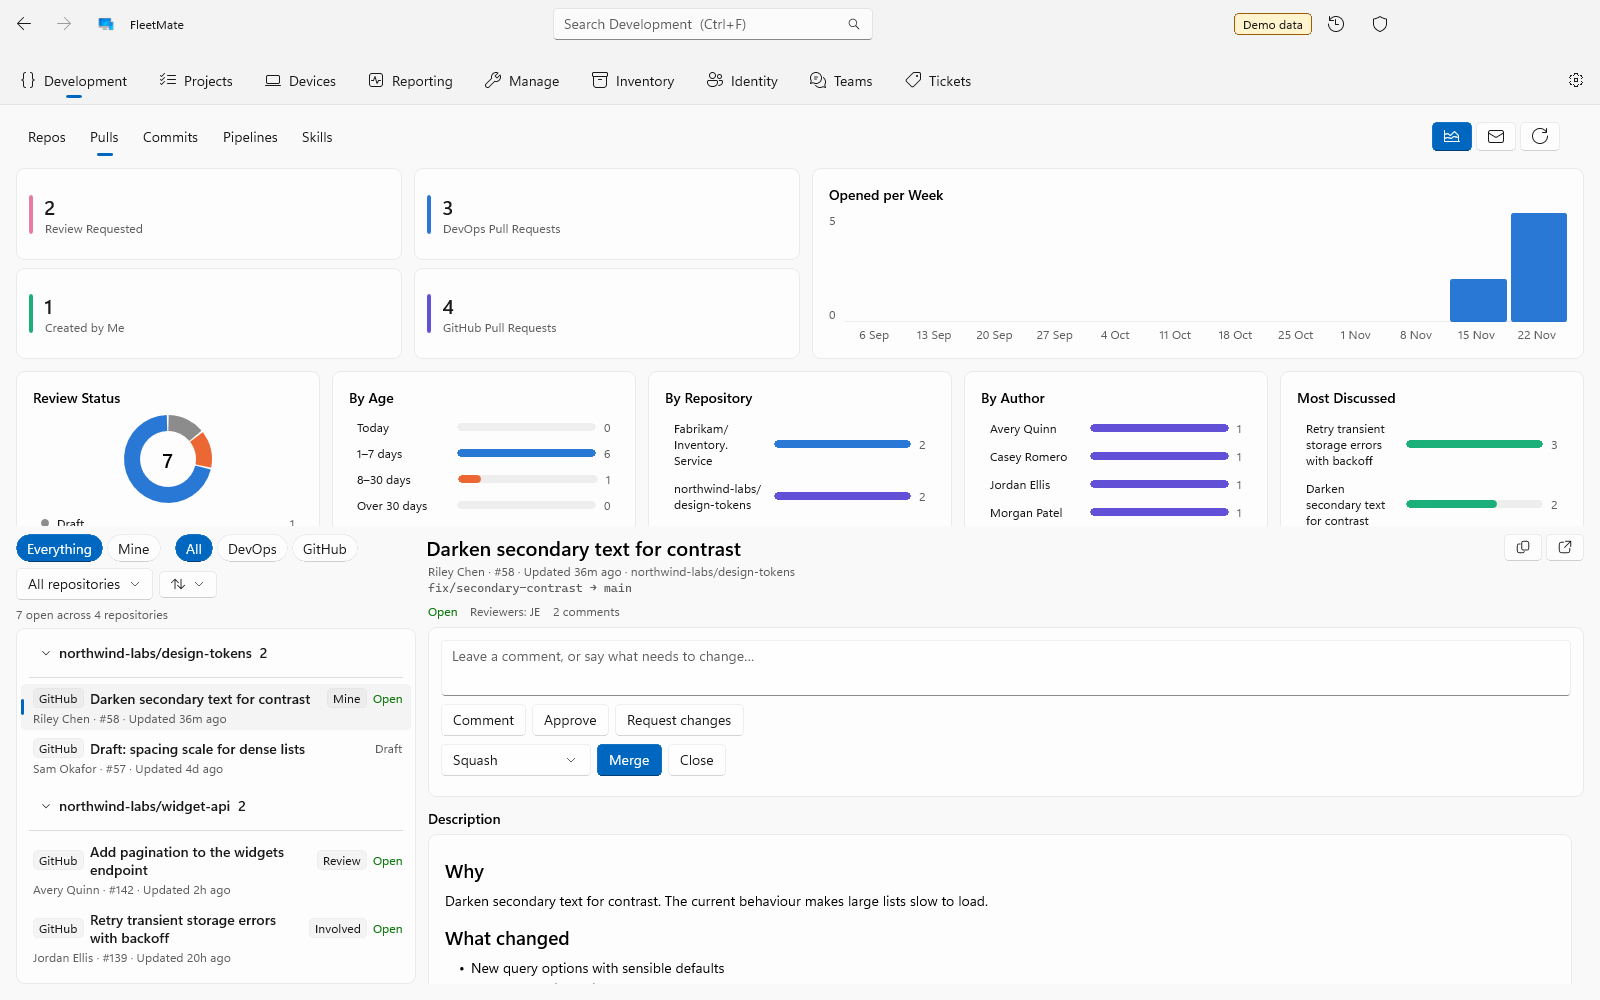 FleetMate
Search Development (Ctrl+F)
Demo data
Development
Projects
Devices
Reporting
Manage
Inventory
Identity
Teams
Tickets
Repos
Pulls
Commits
Pipelines
Skills
2
Review Requested
3
DevOps Pull Requests
1
Created by Me
4
GitHub Pull Requests
Opened per Week
5
0
6 Sep
13 Sep
20 Sep
27 Sep
4 Oct
11 Oct
18 Oct
25 Oct
1 Nov
8 Nov
15 Nov
22 Nov
Review Status
7
Draft 1
By Age
Today 0
1–7 days 6
8–30 days 1
Over 30 days 0
By Repository
Fabrikam/
Inventory.
Service
2
northwind-labs/
design-tokens
2
By Author
Avery Quinn 1
Casey Romero 1
Jordan Ellis 1
Morgan Patel 1
Most Discussed
Retry transient
storage errors
with backoff
3
Darken
secondary text
for contrast
2
Everything
Mine
All
DevOps
GitHub
All repositories
7 open across 4 repositories
northwind-labs/design-tokens 2
GitHub Darken secondary text for contrast Mine Open
Riley Chen · #58 · Updated 36m ago
GitHub Draft: spacing scale for dense lists Draft
Sam Okafor · #57 · Updated 4d ago
northwind-labs/widget-api 2
GitHub Add pagination to the widgets
endpoint
Review Open
Avery Quinn · #142 · Updated 2h ago
GitHub Retry transient storage errors
with backoff
Involved Open
Jordan Ellis · #139 · Updated 20h ago
Darken secondary text for contrast
Riley Chen · #58 · Updated 36m ago · northwind-labs/design-tokens
fix/secondary-contrast → main
Open Reviewers: JE 2 comments
Leave a comment, or say what needs to change...
Comment
Approve
Request changes
Squash
Merge
Close
Description
Why
Darken secondary text for contrast. The current behaviour makes large lists slow to load.
What changed
• New query options with sensible defaults